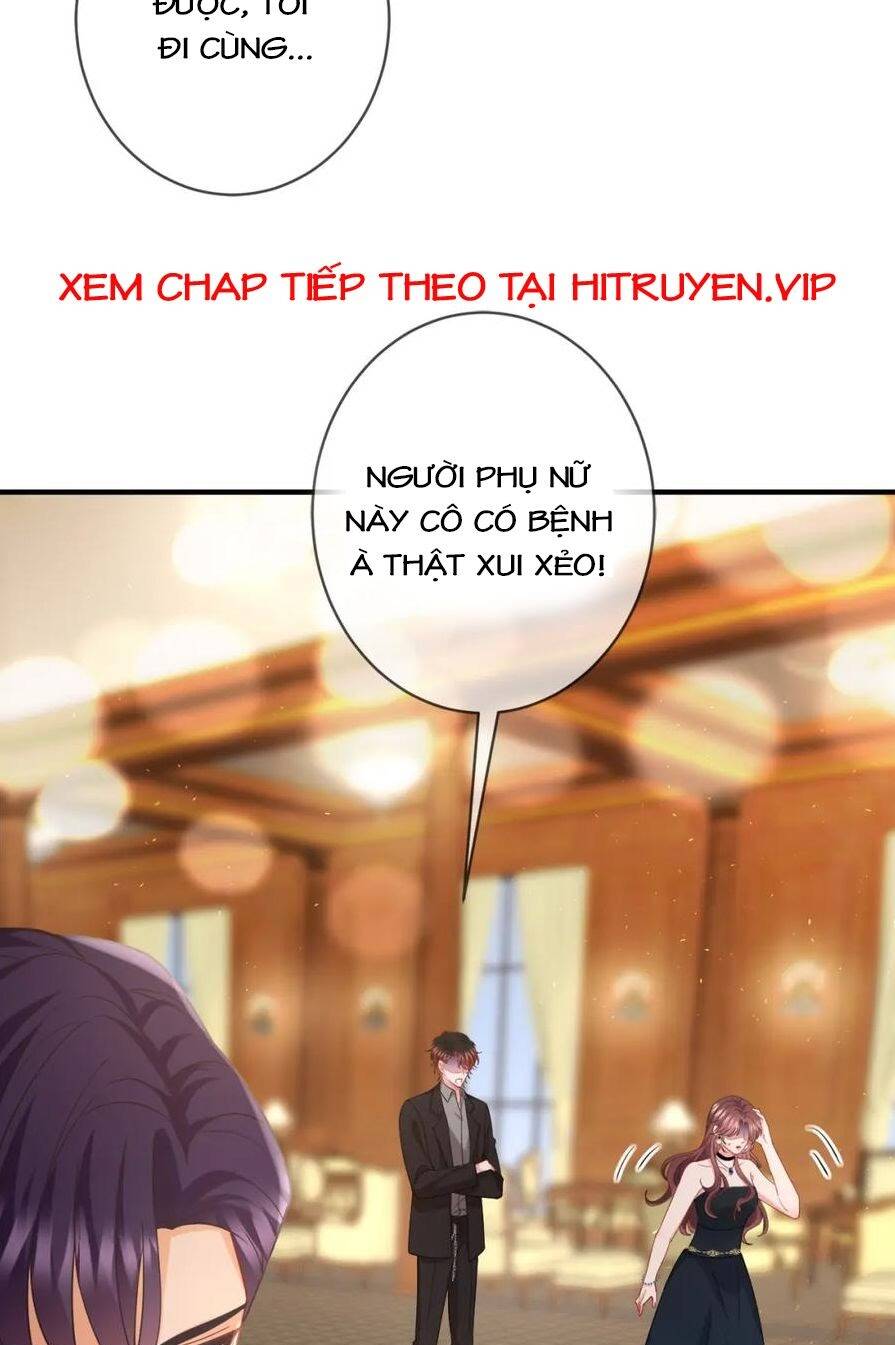 ĐƯỢC, TÔI
ĐI CÙNG...
XEM CHAP TIẾP THEO TẠI HITRUYEN.VIP
NGƯỜI PHỤ NỮ
NÀY CÔ CÓ BỆNH
À THẬT XUI XẺO!